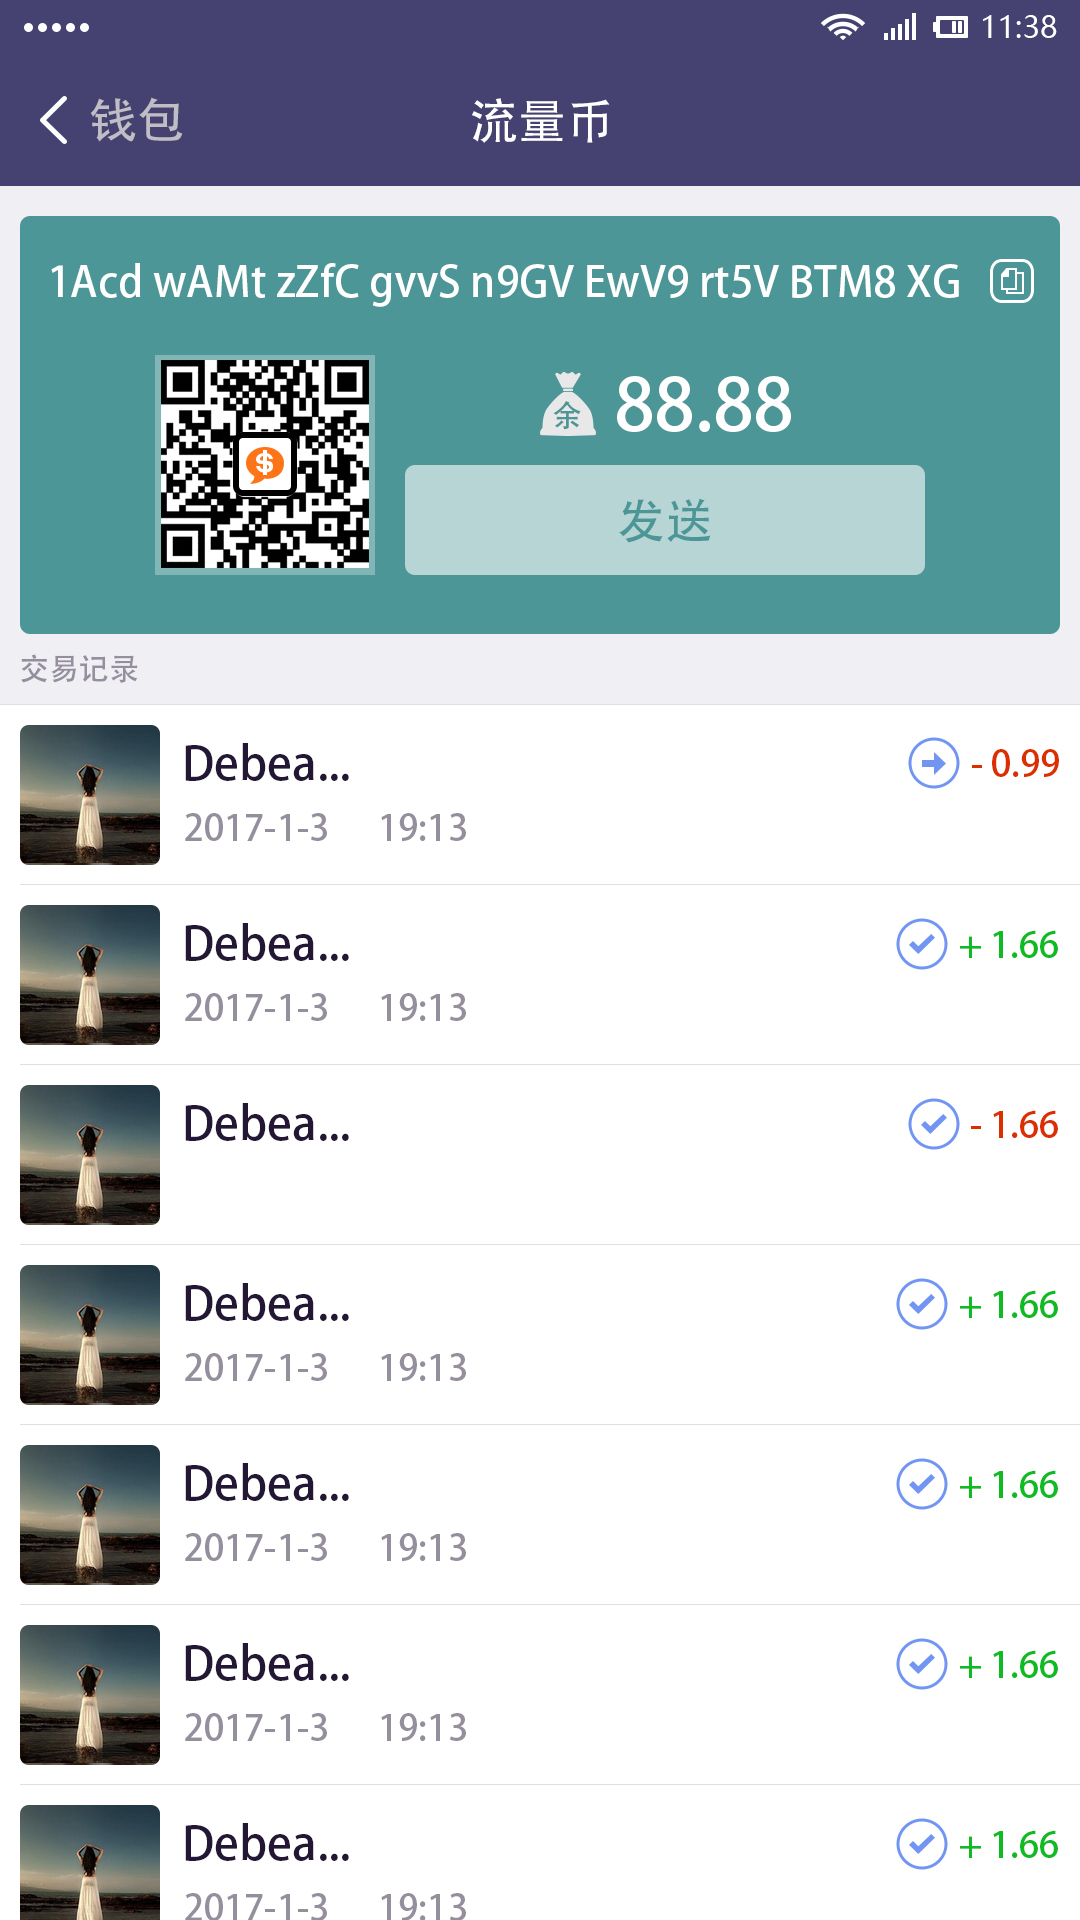 11:38
钱包 流量币
1Acd wAMt zZfC gvvS n9GV EwV9 rt5V BTM8 XG
余 88.88
发送
交易记录
Debea... - 0.99
2017-1-3 19:13
Debea... + 1.66
2017-1-3 19:13
Debea... - 1.66
Debea... + 1.66
2017-1-3 19:13
Debea... + 1.66
2017-1-3 19:13
Debea... + 1.66
2017-1-3 19:13
Debea... + 1.66
2017-1-3 19:13